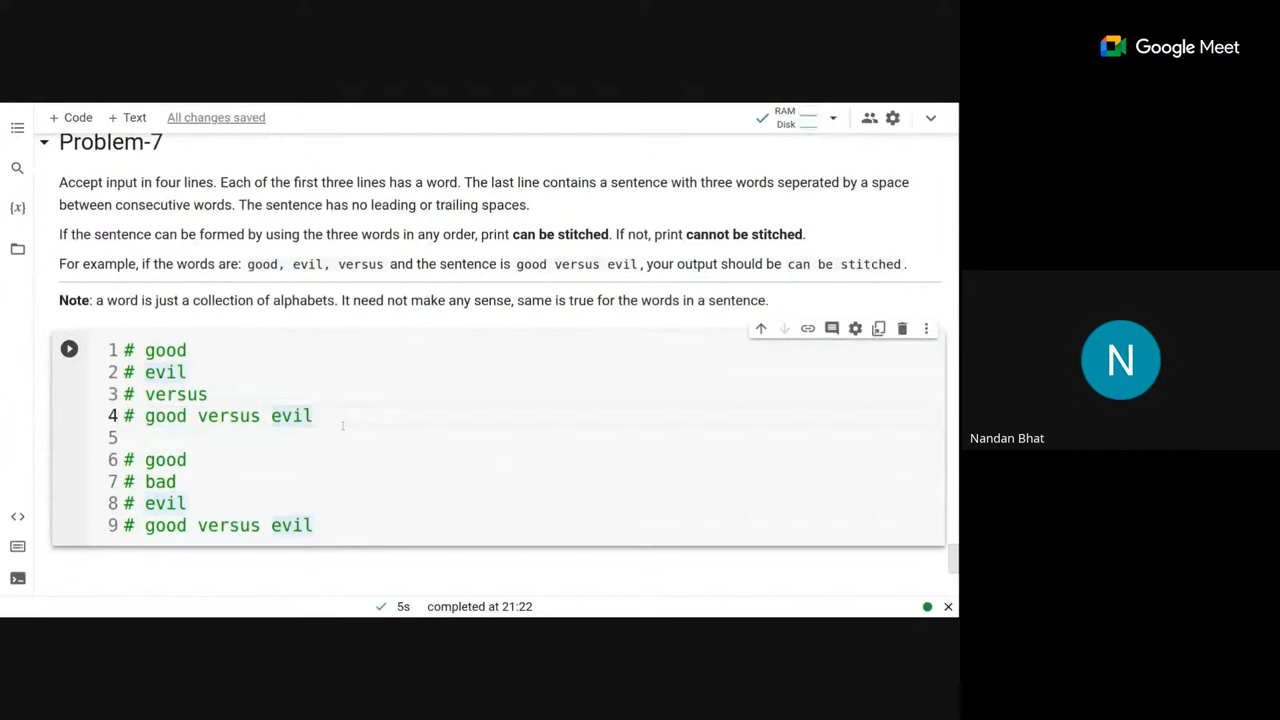 Google Meet
+ Code + Text All changes saved RAM
Disk
Problem-7
Accept input in four lines. Each of the first three lines has a word. The last line contains a sentence with three words seperated by a space
between consecutive words. The sentence has no leading or trailing spaces.
If the sentence can be formed by using the three words in any order, print can be stitched. If not, print cannot be stitched.
For example, if the words are: good, evil, versus and the sentence is good versus evil, your output should be can be stitched.
Note: a word is just a collection of alphabets. It need not make any sense, same is true for the words in a sentence.
1 # good
2 # evil
3 # versus
4 # good versus evil
5
6 # good
7 # bad
8 # evil
9 # good versus evil
N
Nandan Bhat
5s completed at 21:22